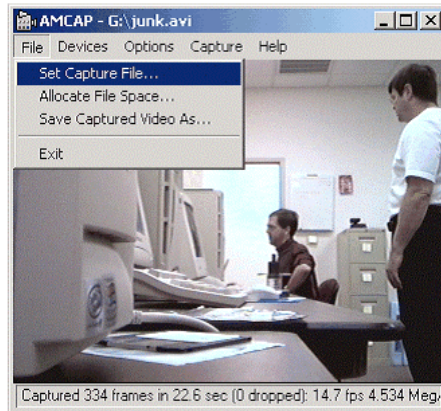 AMCAP - G:\junk.avi
File Devices Options Capture Help
Set Capture File...
Allocate File Space...
Save Captured Video As...
Exit
Captured 334 frames in 22.6 sec (0 dropped): 14.7 fps 4.534 Meg/